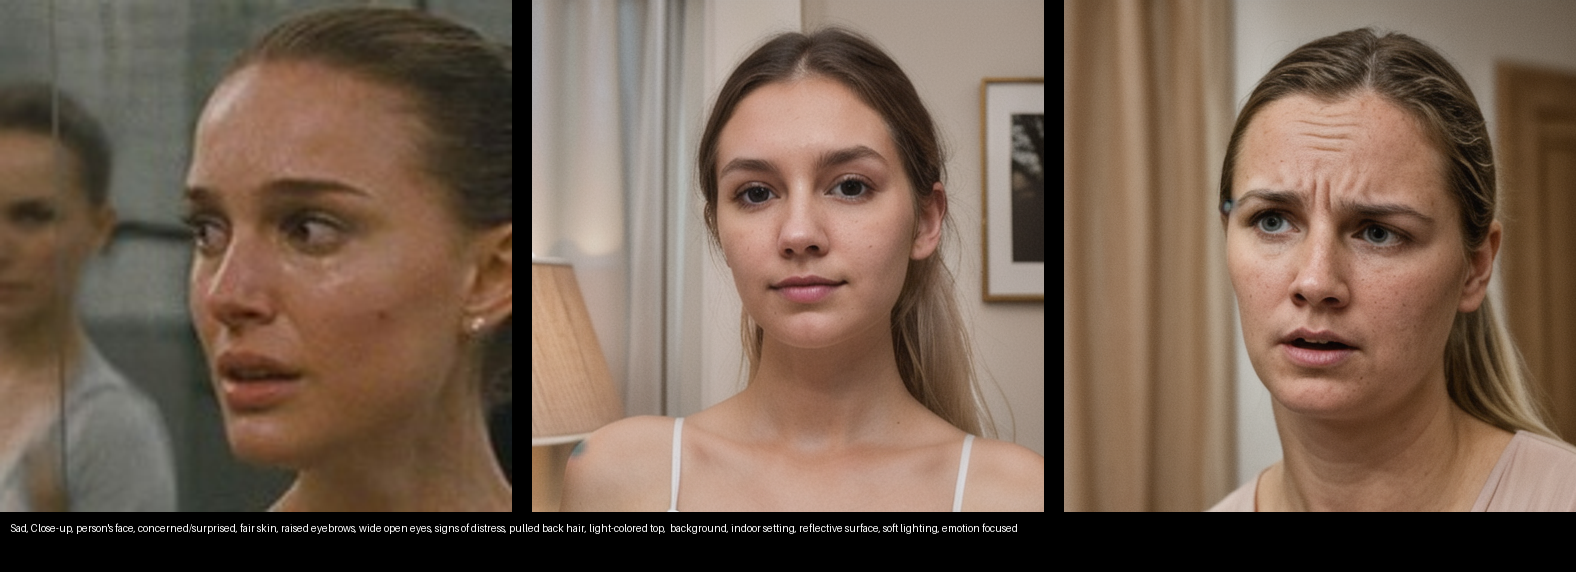 Sad, Close-up, person's face, concerned/surprised, fair skin, raised eyebrows, wide open eyes, signs of distress, pulled back hair, light-colored top,  background, indoor setting, reflective surface, soft lighting, emotion focused